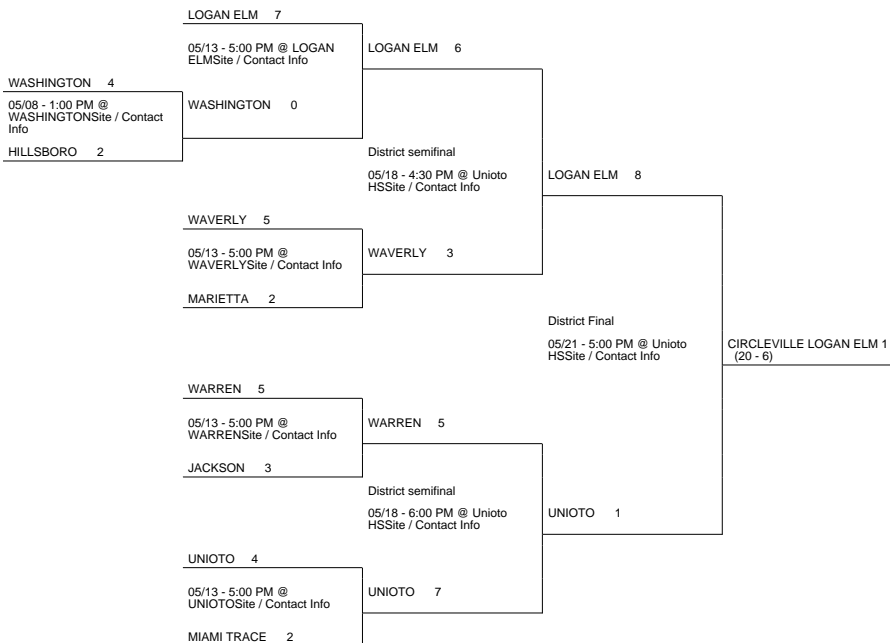 LOGAN ELM 7
05/13 - 5:00 PM @ LOGAN
ELMSite / Contact Info
LOGAN ELM 6
WASHINGTON 4
05/08 - 1:00 PM @
WASHINGTONSite / Contact
Info
WASHINGTON 0
HILLSBORO 2
District semifinal
05/18 - 4:30 PM @ Unioto
HSSite / Contact Info
LOGAN ELM 8
WAVERLY 5
05/13 - 5:00 PM @
WAVERLYSite / Contact Info
WAVERLY 3
MARIETTA 2
District Final
05/21 - 5:00 PM @ Unioto
HSSite / Contact Info
CIRCLEVILLE LOGAN ELM 1
(20 - 6)
WARREN 5
05/13 - 5:00 PM @
WARRENSite / Contact Info
WARREN 5
JACKSON 3
District semifinal
05/18 - 6:00 PM @ Unioto
HSSite / Contact Info
UNIOTO 1
UNIOTO 4
05/13 - 5:00 PM @
UNIOTOSite / Contact Info
UNIOTO 7
MIAMI TRACE 2